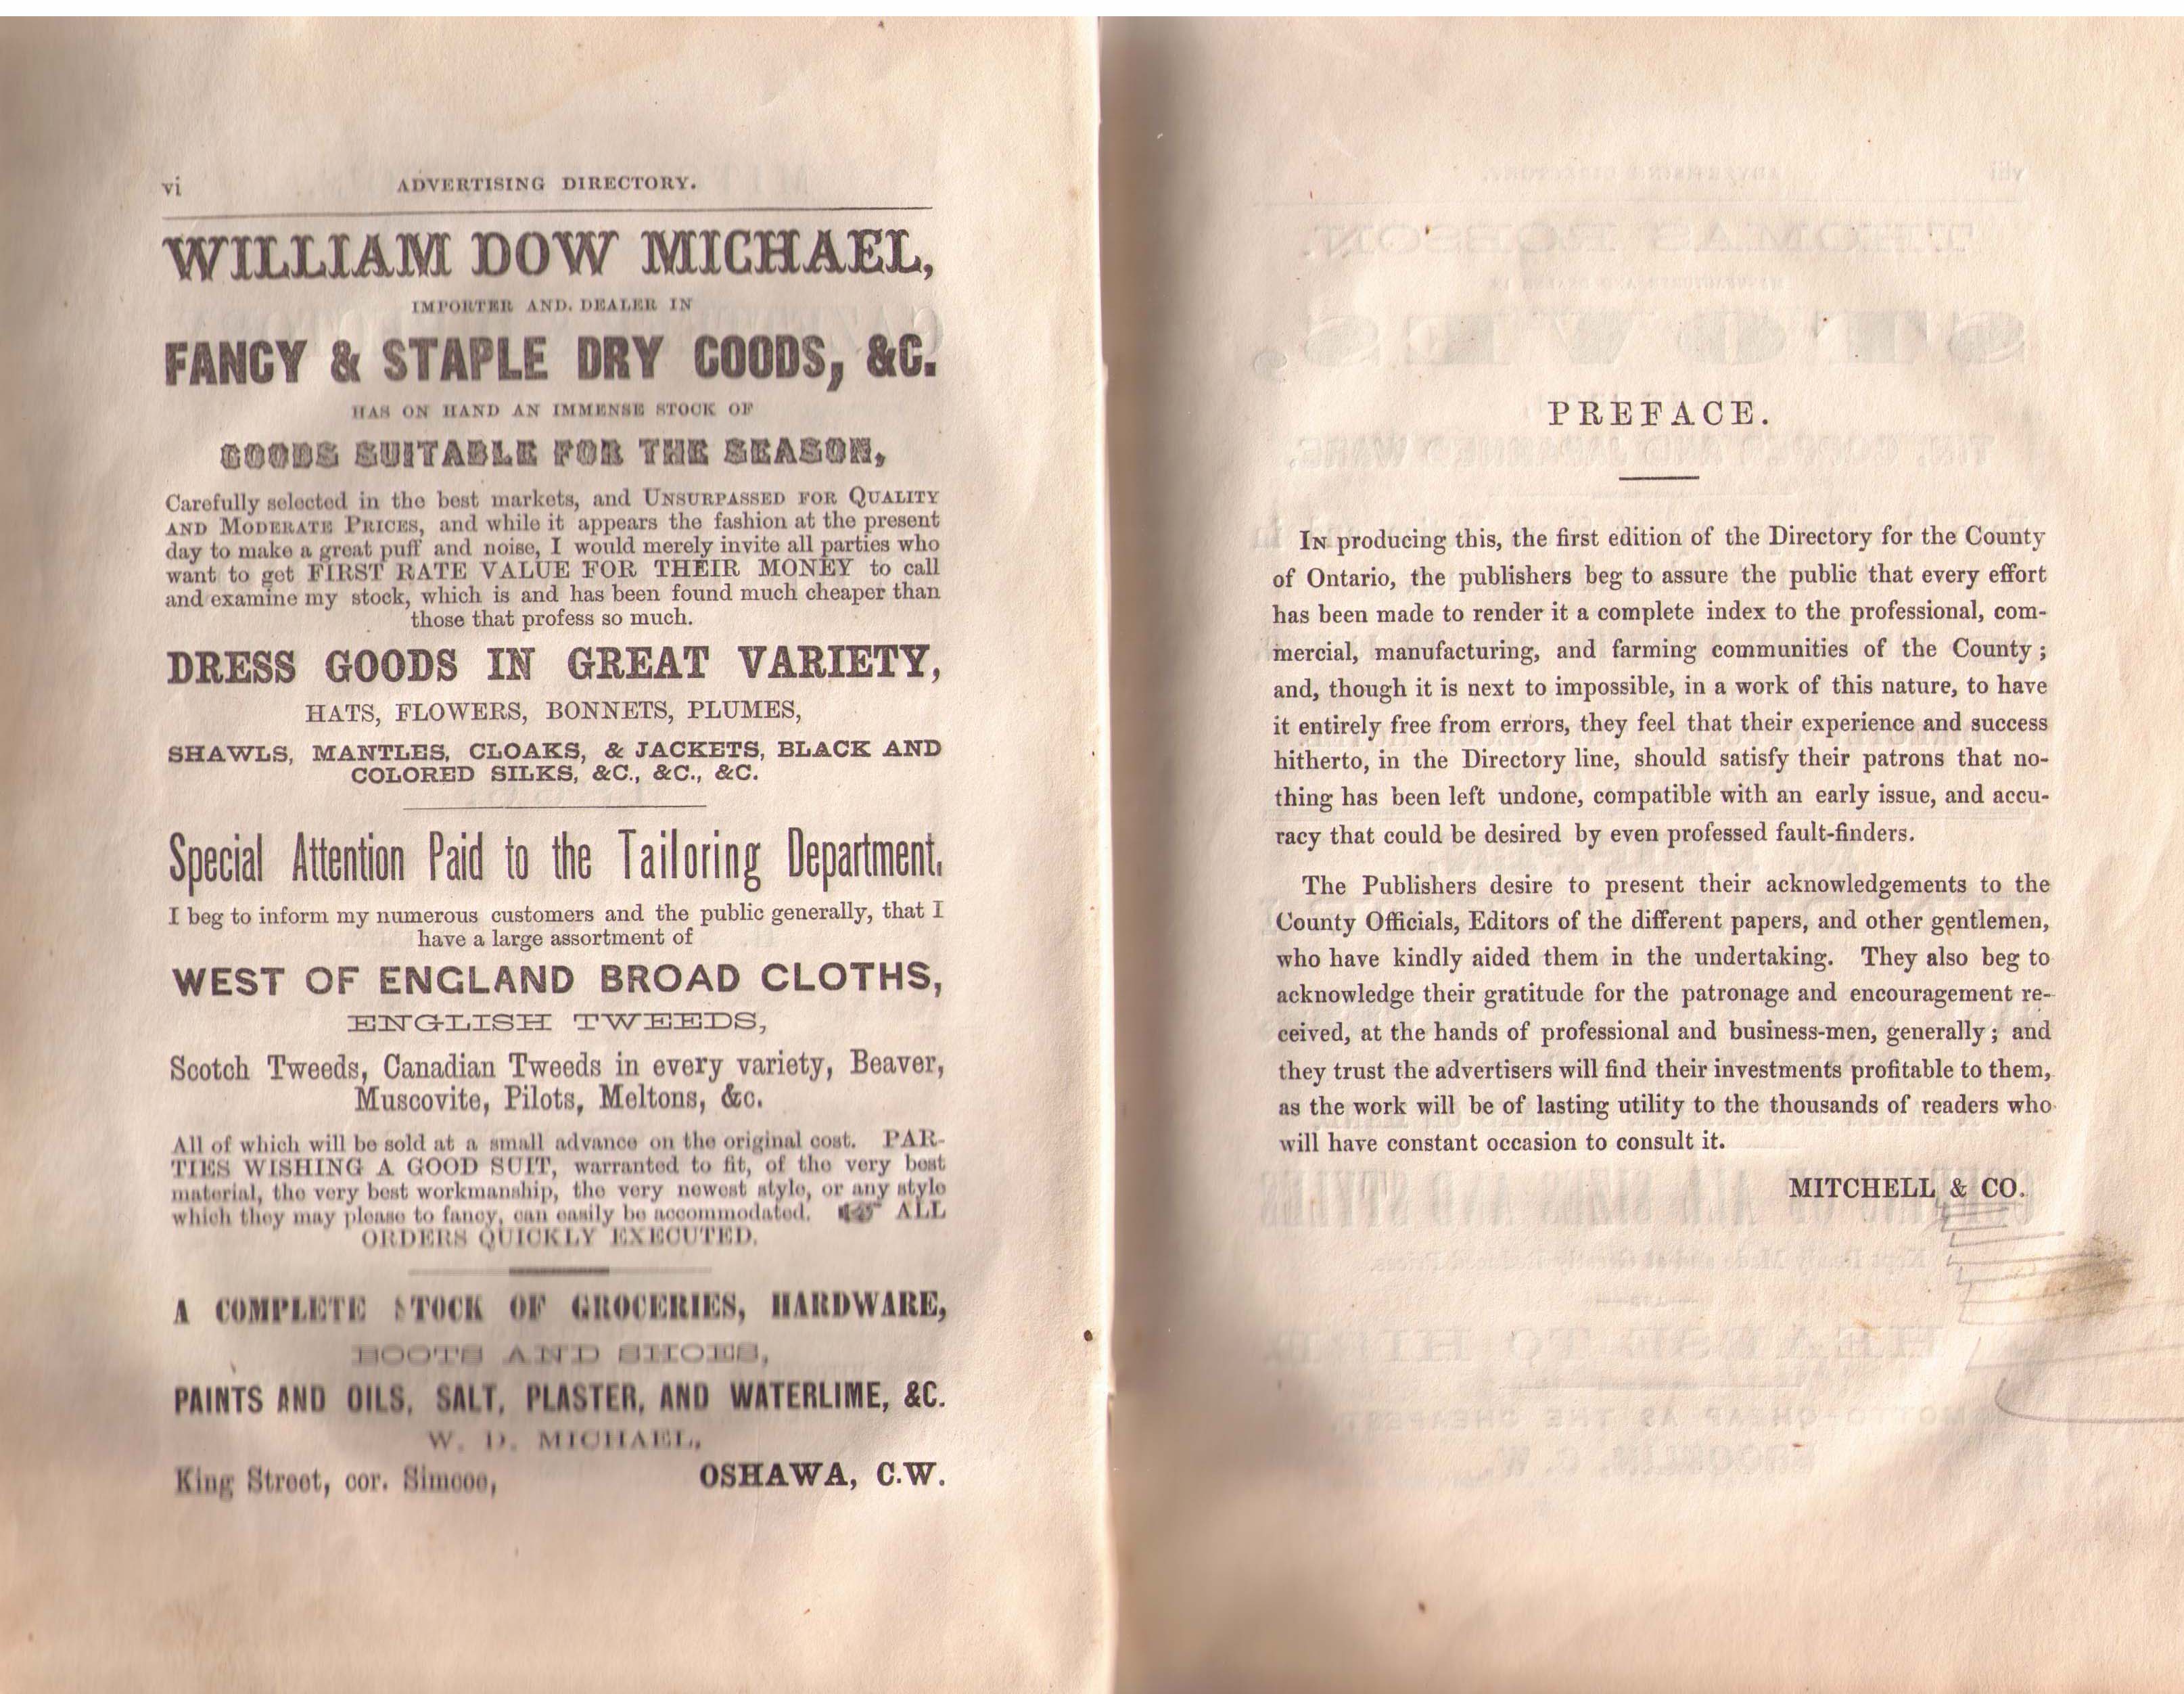 vi ADVERTISING DIRECTORY.
WILLIAM DOW MICHAEL,
IMPORTER AND. DEALER IN
FANCY & STAPLE DRY GOODS, &C.
HAS ON HAND AN IMMENSE STOCK OF
GOODS SUITABLE FOR THE SEASON,
Carefully selected in the best markets, and UNSURPASSED FOR QUALITY
AND MODERATE PRICES, and while it appears the fashion at the present
day to make a great puff and noise, I would merely invite all parties who
want to get FIRST RATE VALUE FOR THEIR MONEY to call
and examine my stock, which is and has been found much cheaper than
those that profess so much.
DRESS GOODS IN GREAT VARIETY,
HATS, FLOWERS, BONNETS, PLUMES,
SHAWLS, MANTLES, CLOAKS, & JACKETS, BLACK AND
COLORED SILKS, &C., &C., &C.
Special Attention Paid to the Tailoring Department.
I beg to inform my numerous customers and the public generally, that I
have a large assortment of
WEST OF ENGLAND BROAD CLOTHS,
ENGLISH TWEEDS,
Scotch Tweeds, Canadian Tweeds in every variety, Beaver,
Muscovite, Pilots, Meltons, &c.
All of which will be sold at a small advance on the original cost. PAR-
TIES WISHING A GOOD SUIT, warranted to fit, of the very best
material, the very best workmanship, the very newest style, or any style
which they may please to fancy, can easily be accommodated. ☞ ALL
ORDERS QUICKLY EXECUTED.
A COMPLETE STOCK OF GROCERIES, HARDWARE,
BOOTS AND SHOES,
PAINTS AND OILS, SALT, PLASTER, AND WATERLIME, &C.
W. D. MICHAEL,
King Street, cor. Simcoe, OSHAWA, C.W.
PREFACE.
IN producing this, the first edition of the Directory for the County
of Ontario, the publishers beg to assure the public that every effort
has been made to render it a complete index to the professional, com-
mercial, manufacturing, and farming communities of the County ;
and, though it is next to impossible, in a work of this nature, to have
it entirely free from errors, they feel that their experience and success
hitherto, in the Directory line, should satisfy their patrons that no-
thing has been left undone, compatible with an early issue, and accu-
racy that could be desired by even professed fault-finders.
The Publishers desire to present their acknowledgements to the
County Officials, Editors of the different papers, and other gentlemen,
who have kindly aided them in the undertaking. They also beg to
acknowledge their gratitude for the patronage and encouragement re-
ceived, at the hands of professional and business-men, generally ; and
they trust the advertisers will find their investments profitable to them,
as the work will be of lasting utility to the thousands of readers who
will have constant occasion to consult it.
MITCHELL & CO.